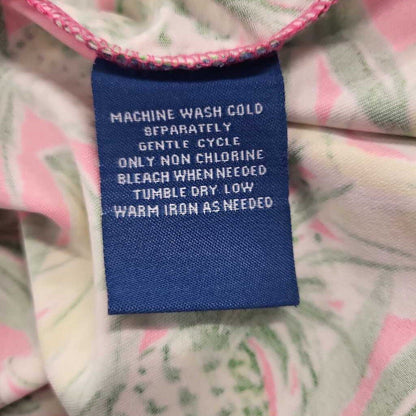 MACHINE WASH COLD
SEPARATELY
GENTLE CYCLE
ONLY NON CHLORINE
BLEACH WHEN NEEDED
TUMBLE DRY LOW
WARM IRON AS NEEDED